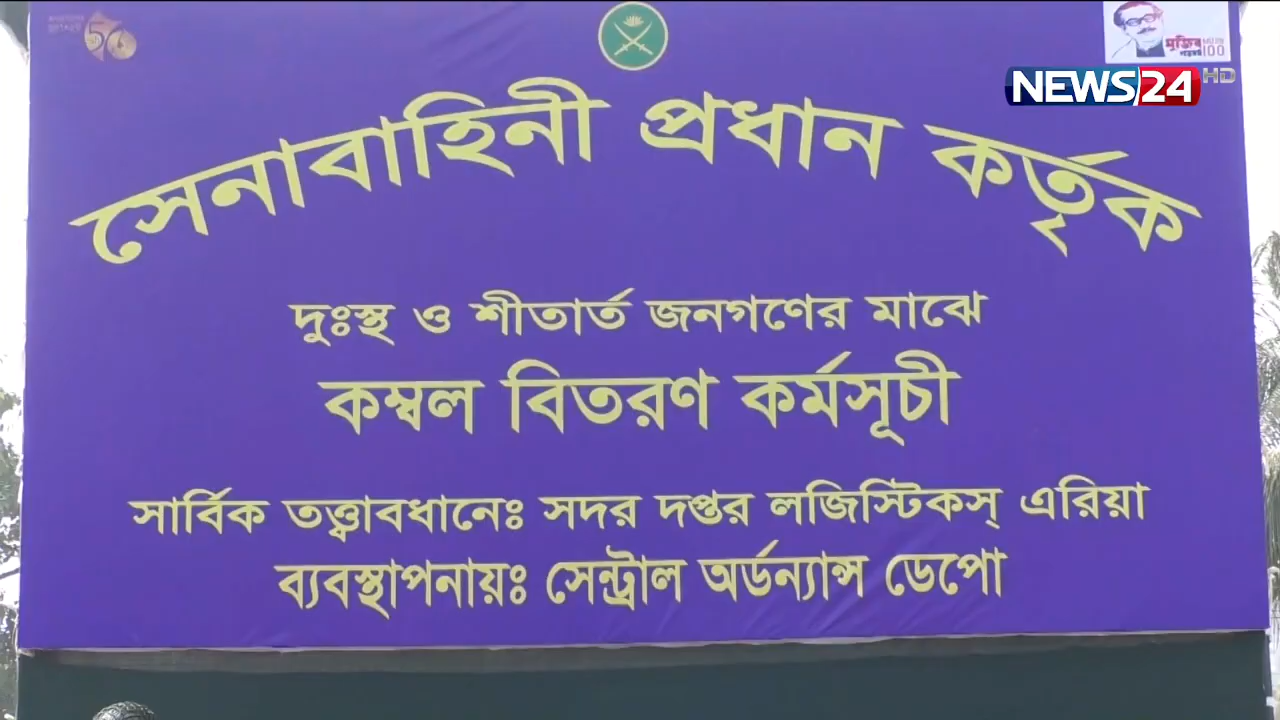 NEWS24 HD
মুজিব
100
সেনাবাহিনী প্রধান কর্তৃক
দুঃস্থ ও শীতার্ত জনগণের মাঝে
কম্বল বিতরণ কর্মসূচী
সার্বিক তত্ত্বাবধানেঃ সদর দপ্তর লজিস্টিকস্ এরিয়া
ব্যবস্থাপনায়ঃ সেন্ট্রাল অর্ডন্যান্স ডেপো